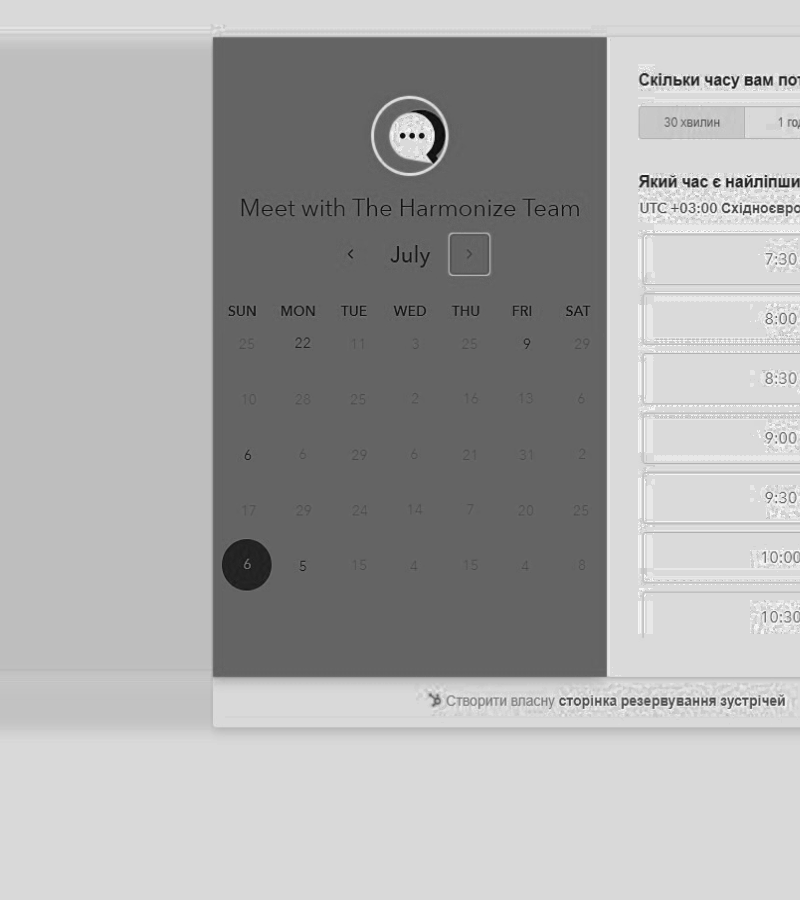 Meet with The Harmonize Team
July
SUN MON TUE WED THU FRI SAT
25 22 11 3 25 9 29
10 28 25 2 16 13 6
6 6 29 6 21 31 2
17 29 24 14 7 20 25
6 5 15 4 15 4 8
Скільки часу вам пот
30 хвилин 1 год
Який час є найліпши
UTC +03:00 Східноєвро
7:30
8:00
8:30
9:00
9:30
10:00
10:30
Створити власну сторінка резервування зустрічей